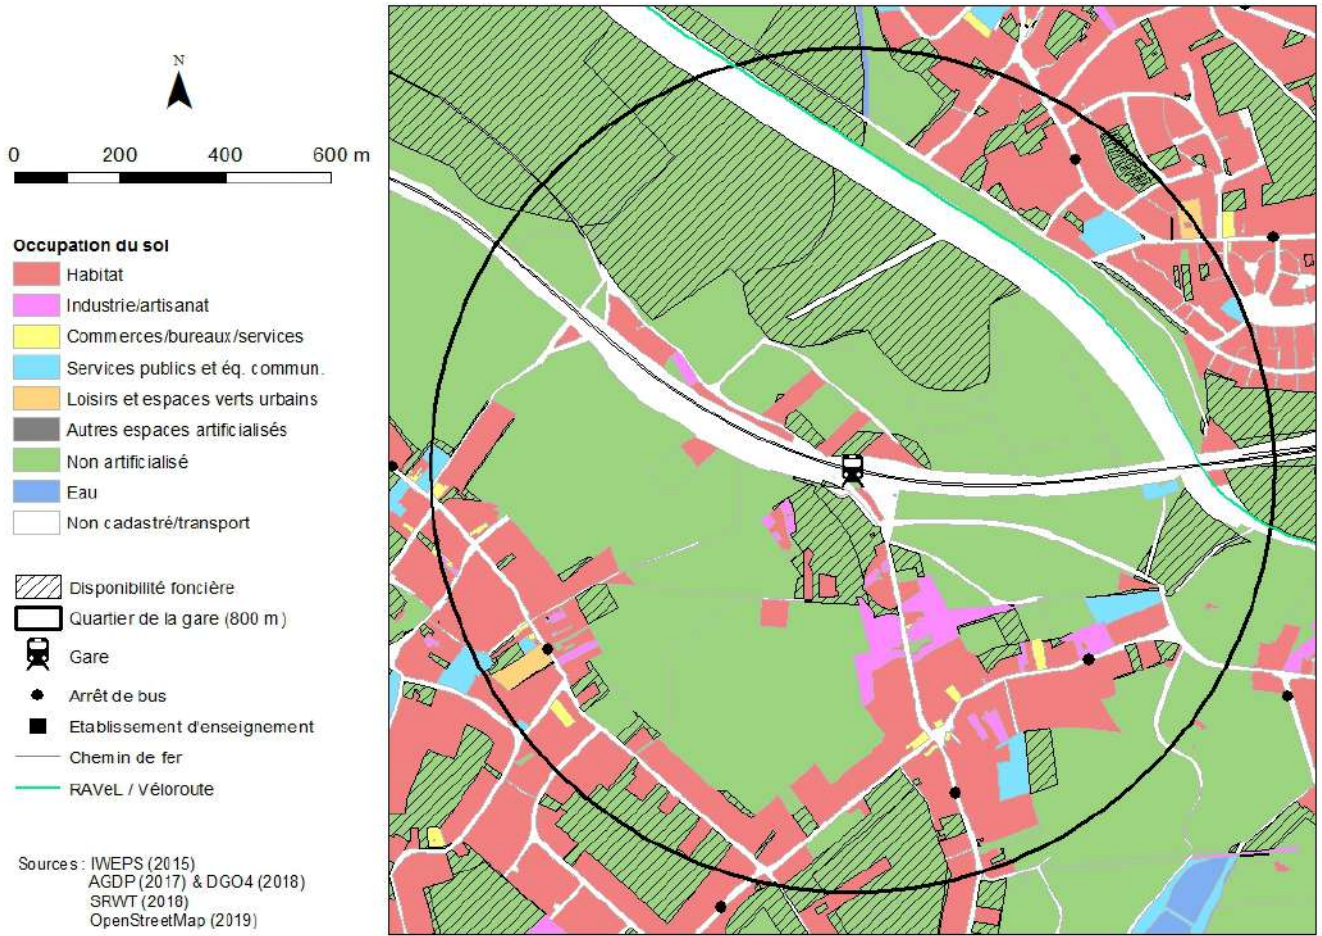 N
0 200 400 600 m
Occupation du sol
Habitat
Industrie/artisanat
Commerces/bureaux/services
Services publics et éq. commun.
Loisirs et espaces verts urbains
Autres espaces artificialisés
Non artificialisé
Eau
Non cadastré/transport
Disponibilité foncière
Quartier de la gare (800 m)
Gare
Arrêt de bus
Etablissement d'enseignement
Chemin de fer
RAVeL / Véloroute
Sources : IWEPS (2015)
AGDP (2017) & DGO4 (2018)
SRWT (2018)
OpenStreetMap (2019)